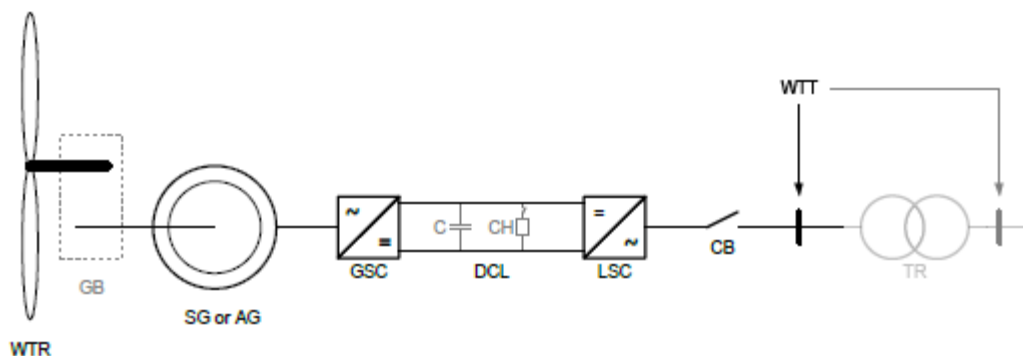 WTT
C
CH
GSC
DCL
LSC
CB
TR
GB
SG or AG
WTR